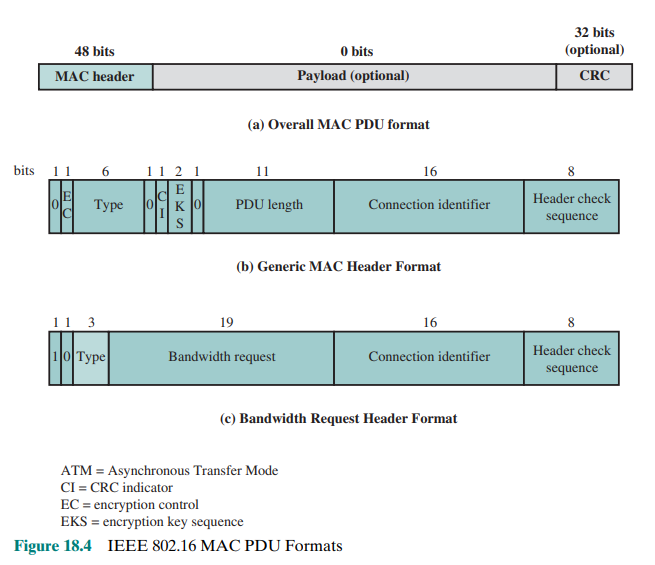 32 bits
48 bits 0 bits (optional)
MAC header Payload (optional) CRC
(a) Overall MAC PDU format
bits 1 1 6 1 1 2 1 11 16 8
0 EC Type 0 CI EKS 0 PDU length Connection identifier Header check sequence
(b) Generic MAC Header Format
1 1 3 19 16 8
1 0 Type Bandwidth request Connection identifier Header check sequence
(c) Bandwidth Request Header Format
ATM = Asynchronous Transfer Mode
CI = CRC indicator
EC = encryption control
EKS = encryption key sequence
Figure 18.4 IEEE 802.16 MAC PDU Formats